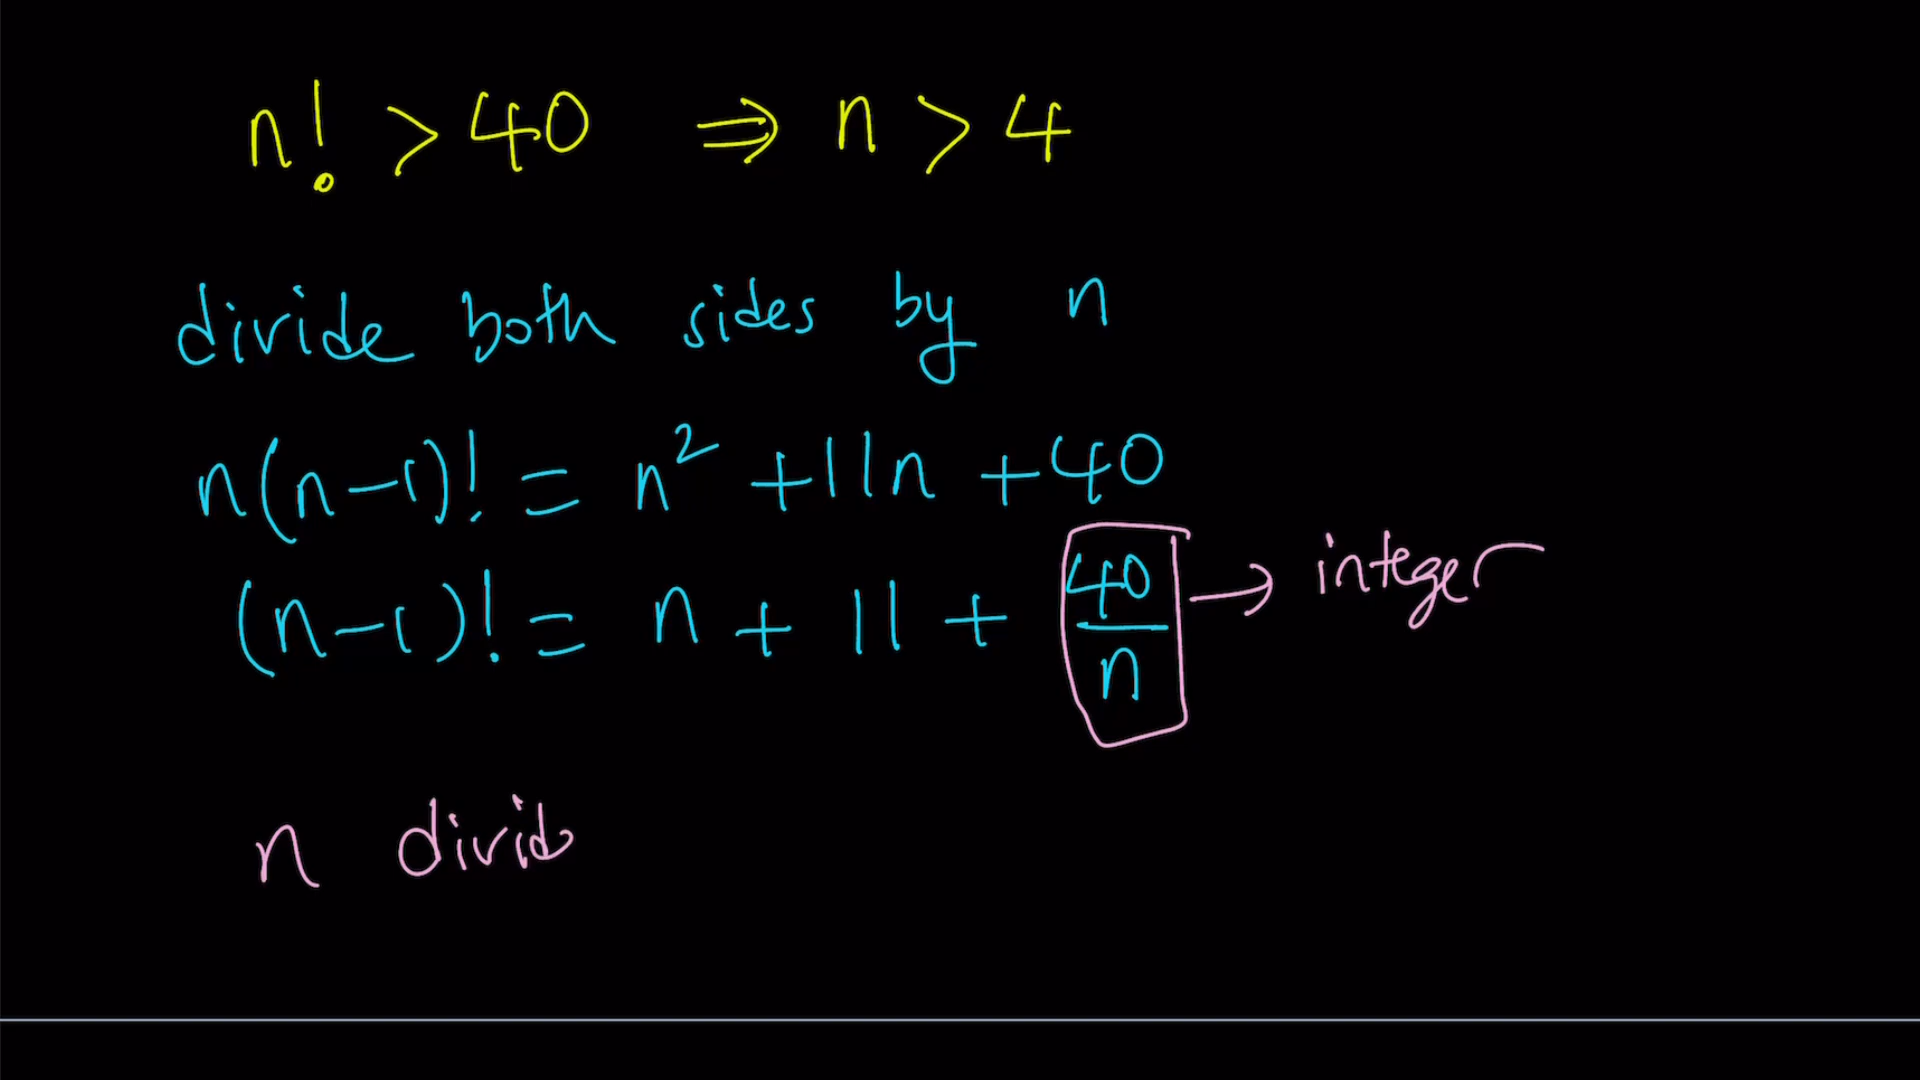 n! > 40 ⇒ n > 4
divide both sides by n
n(n-1)! = n² + 11n + 40
(n-1)! = n + 11 + 40/n → integer
n divid